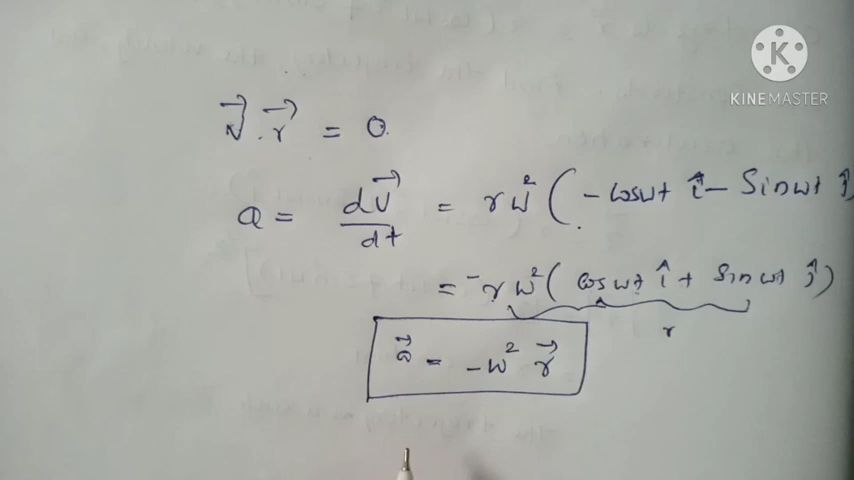 KINEMASTER
v⃗ . r⃗ = 0.
a = dv⃗/dt = rω² ( - cosωt î - Sinωt ĵ
= -rω² ( cosωt î + Sinωt ĵ )
r
a⃗ = -ω² r⃗